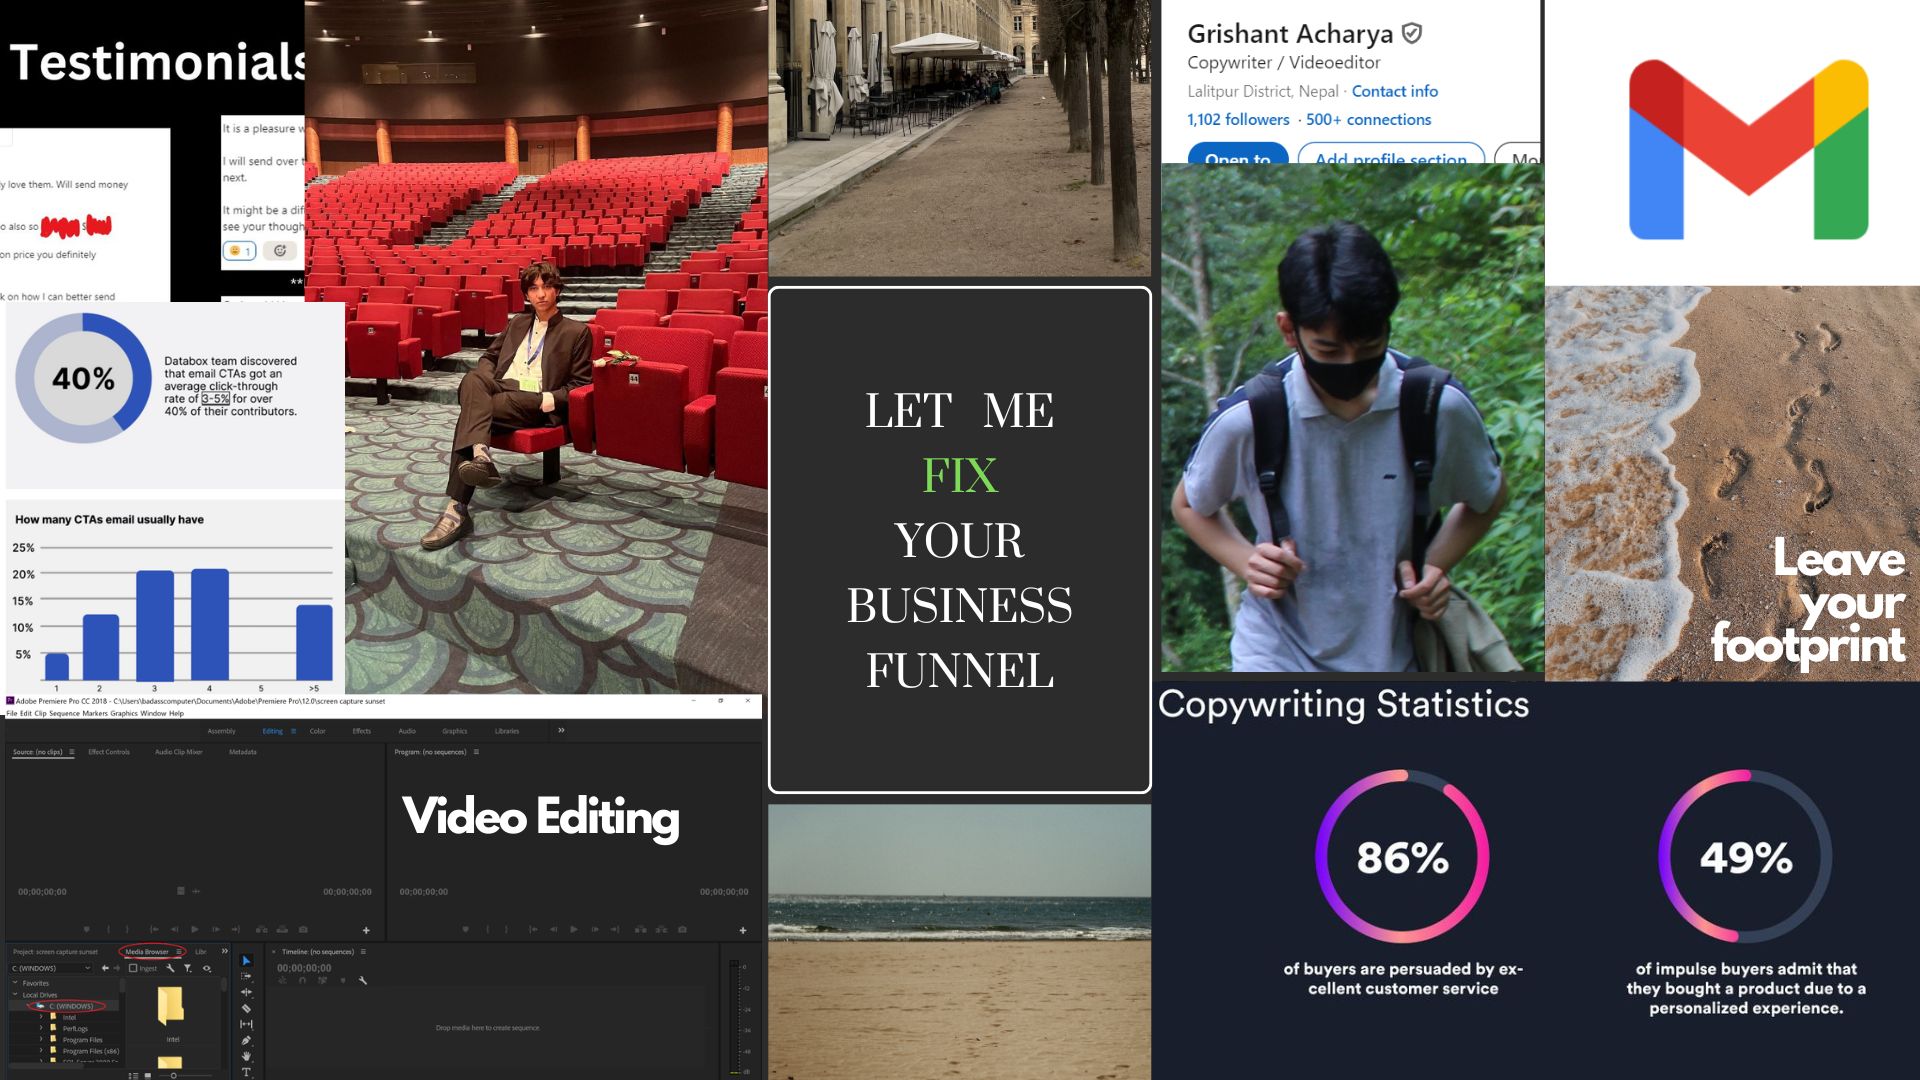 Testimonials
It is a pleasure
I will send over
next.
It might be a
see your
1
y love them. Will send money
o also so
on price you definitely
k on how I can better send
**
40%
Databox team discovered
that email CTAs got an
average click-through
rate of 3-5% for over
40% of their contributors.
How many CTAs email usually have
25%
20%
15%
10%
5%
1 2 3 4 5 >5
44
LET ME
FIX
YOUR
BUSINESS
FUNNEL
Grishant Acharya
Copywriter / Videoeditor
Lalitpur District, Nepal · Contact info
1,102 followers · 500+ connections
Open to Add profile section Mo
Leave
your
footprint
Adobe Premiere Pro CC 2018 - C:\Users\badasscomputer\Documents\Adobe\Premiere Pro\12.0\screen capture sunset
File Edit Clip Sequence Markers Graphics Window Help
Assembly Editing Color Effects Audio Graphics Libraries
Source: (no clips) Effect Controls Audio Clip Mixer Metadata
Program: (no sequences)
Video Editing
00;00;00;00 00;00;00;00 00;00;00;00 00;00;00;00
Project: screen capture sunset Media Browser Libr
Timeline: (no sequences)
C: (WINDOWS) Ingest
00;00;00;00
Favorites
Local Drives
C: (WINDOWS)
Intel
PerfLogs
Program Files
Program Files (x86)
Intel
Drop media here to create sequence.
0
-12
-24
-36
-48
dB
Copywriting Statistics
86%
of buyers are persuaded by ex-
cellent customer service
49%
of impulse buyers admit that
they bought a product due to a
personalized experience.